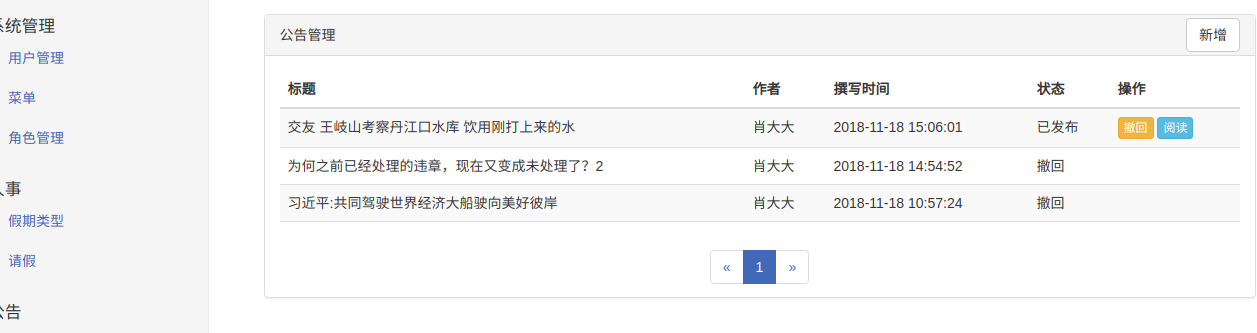 系统管理
用户管理
菜单
角色管理
人事
假期类型
请假
公告
公告管理 新增
标题 作者 撰写时间 状态 操作
交友 王岐山考察丹江口水库 饮用刚打上来的水 肖大大 2018-11-18 15:06:01 已发布 撤回 阅读
为何之前已经处理的违章，现在又变成未处理了？2 肖大大 2018-11-18 14:54:52 撤回
习近平:共同驾驶世界经济大船驶向美好彼岸 肖大大 2018-11-18 10:57:24 撤回
« 1 »